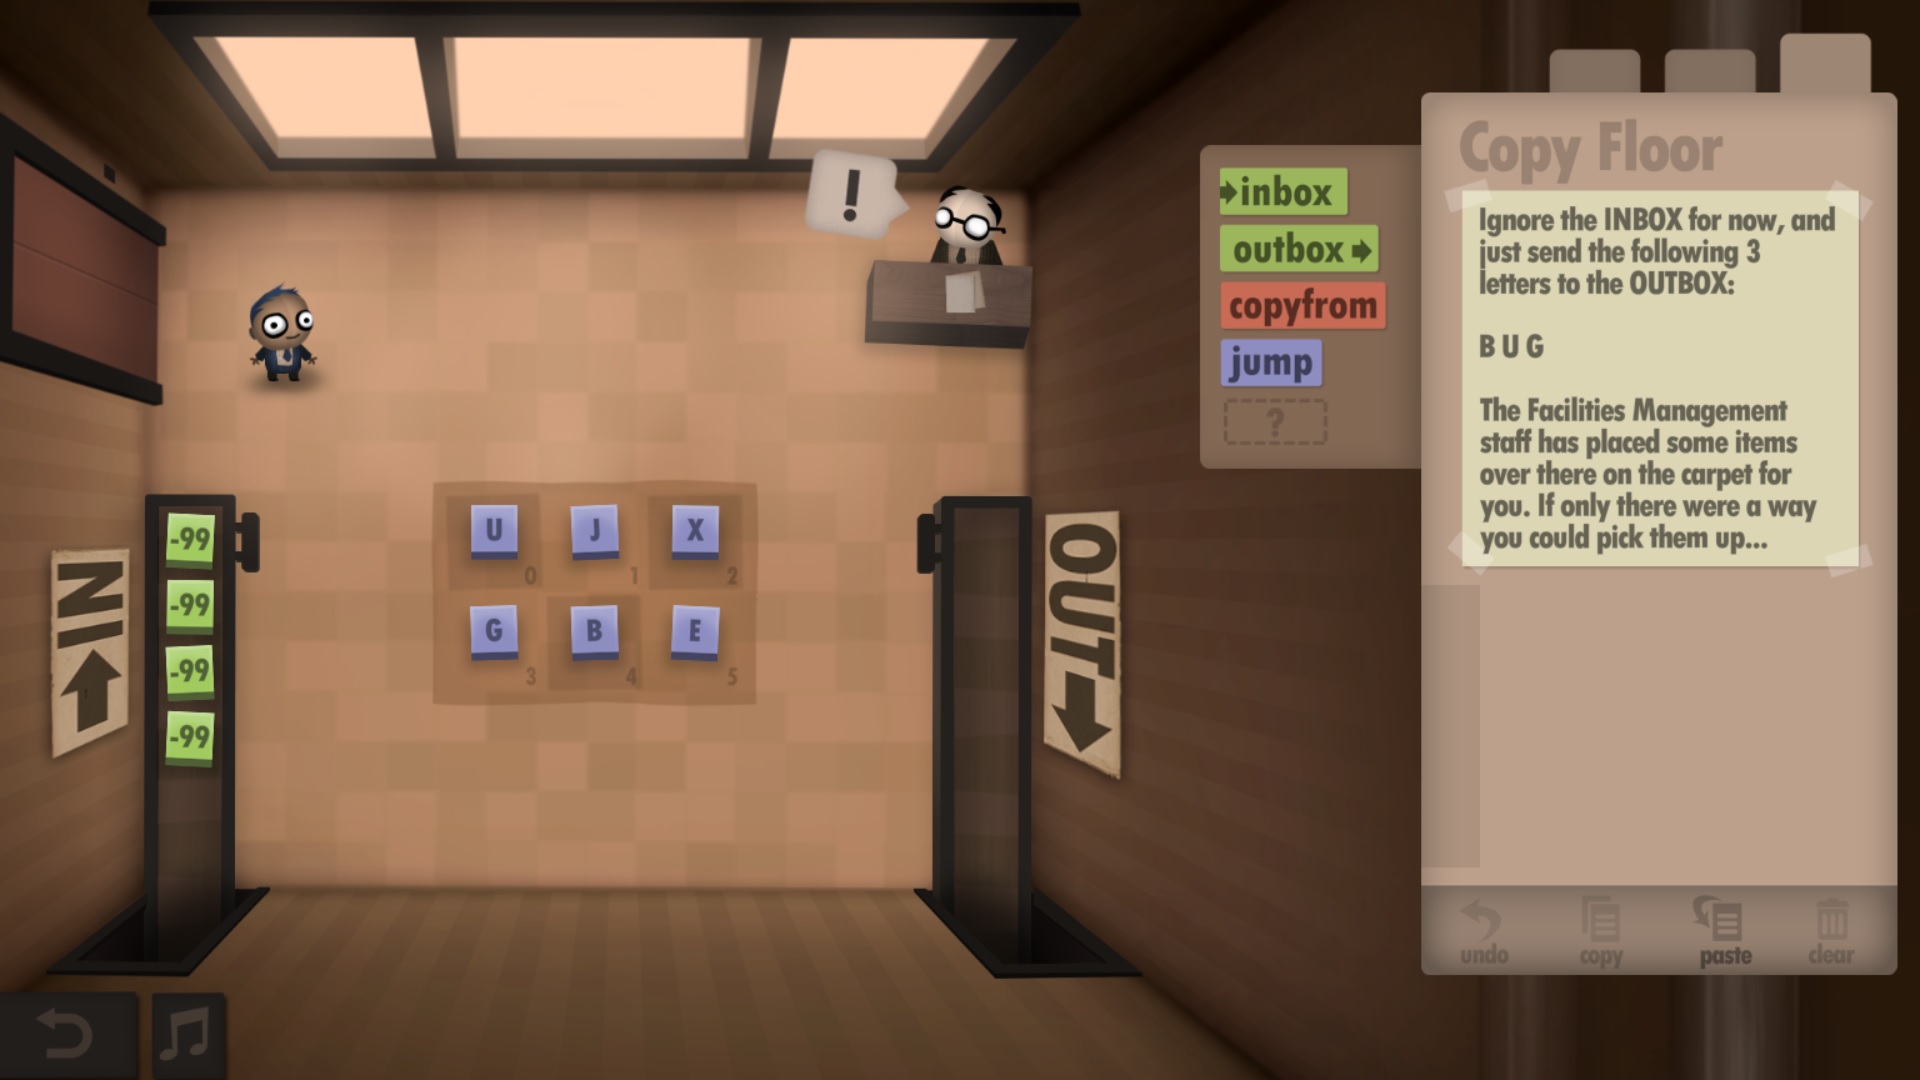 Copy Floor
Ignore the INBOX for now, and
just send the following 3
letters to the OUTBOX:
B U G
The Facilities Management
staff has placed some items
over there on the carpet for
you. If only there were a way
you could pick them up...
inbox
outbox
copyfrom
jump
?
!
IN
-99
-99
-99
-99
U J X
0 1 2
G B E
3 4 5
OUT
undo copy paste clear